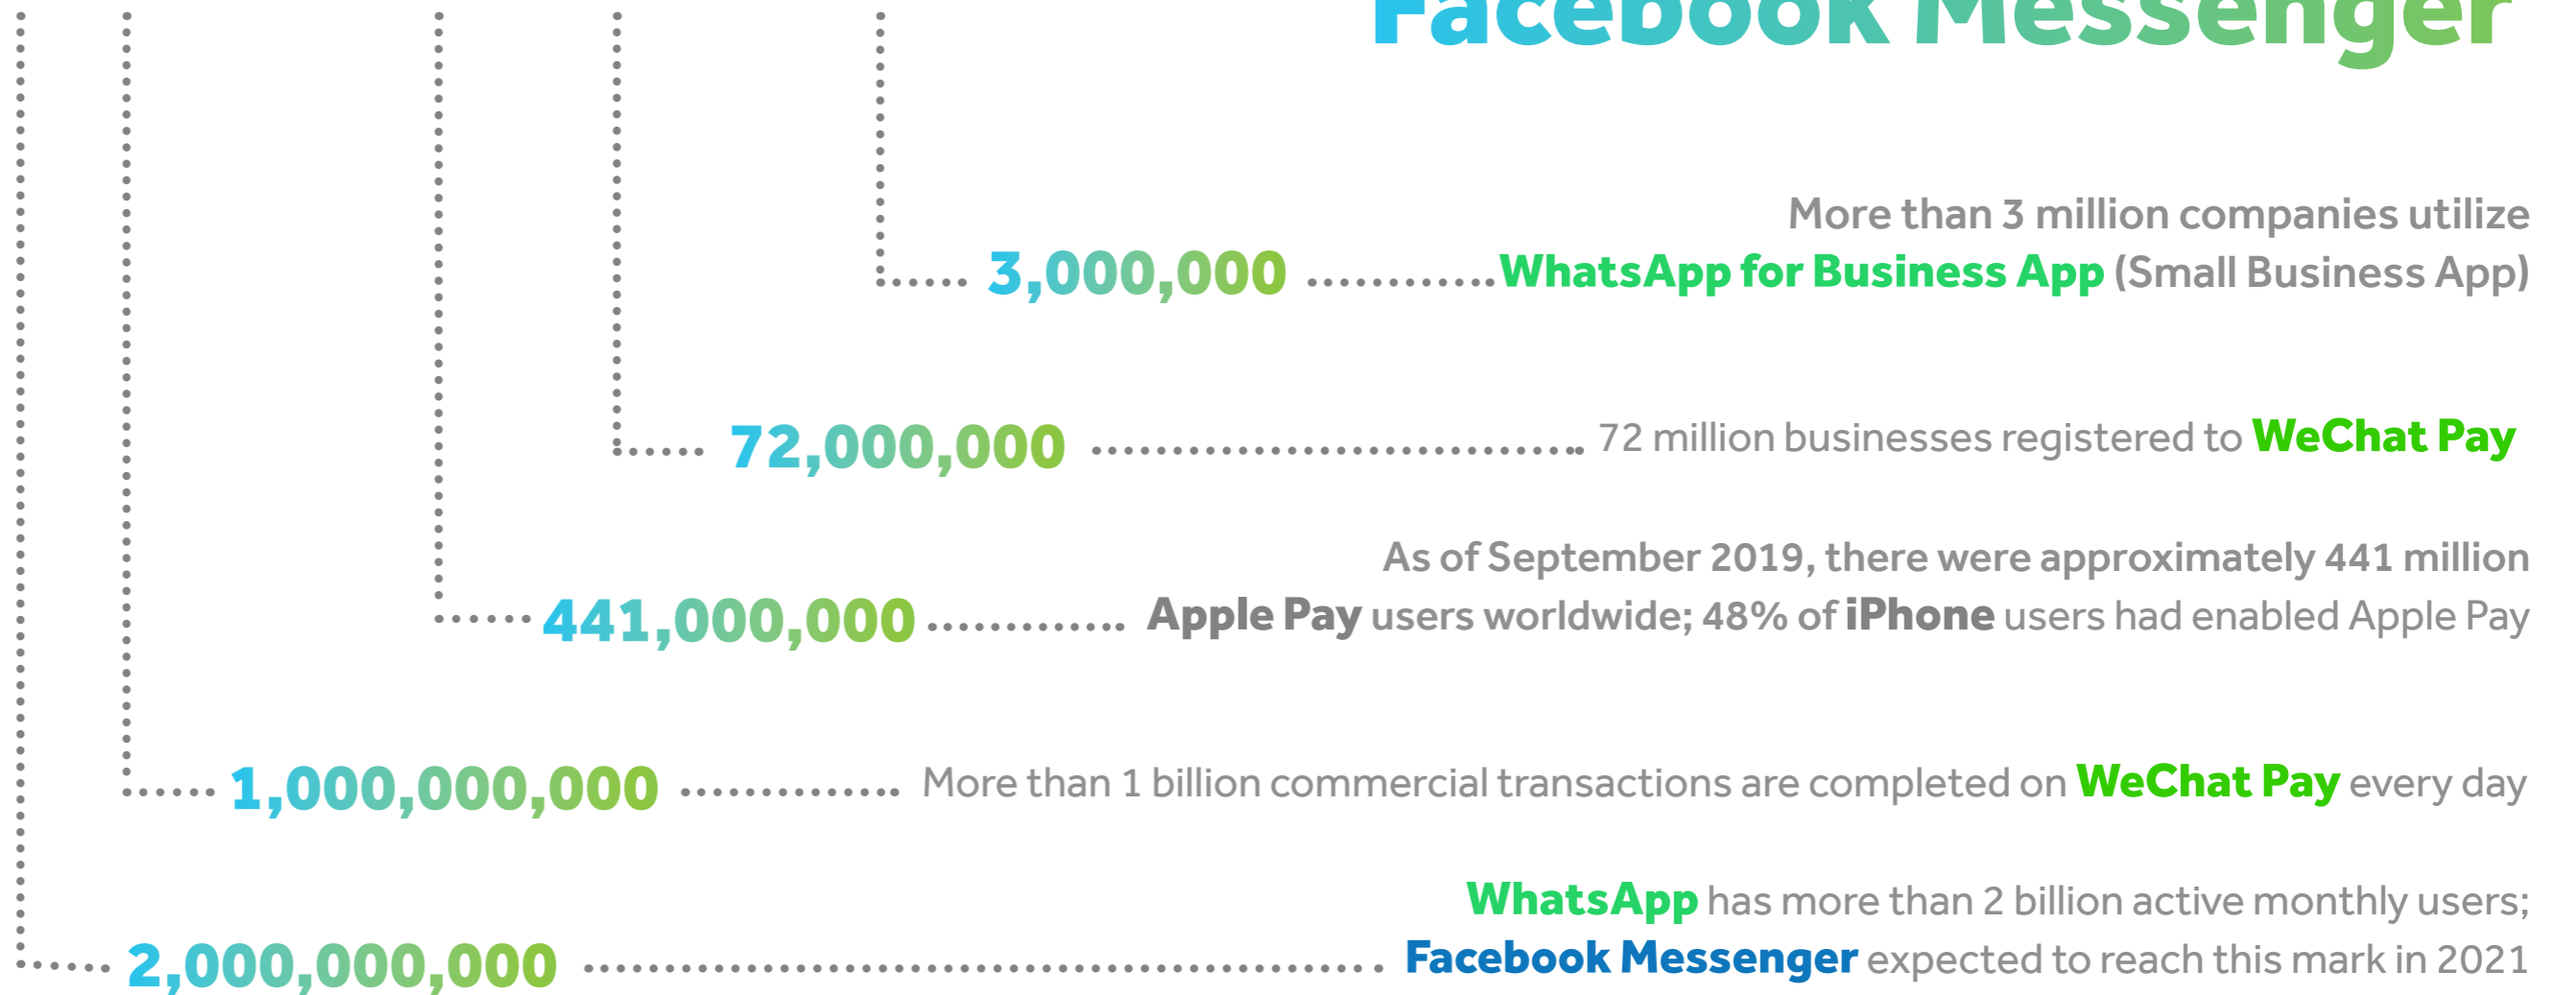 Facebook Messenger
More than 3 million companies utilize
3,000,000 WhatsApp for Business App (Small Business App)
72,000,000 72 million businesses registered to WeChat Pay
As of September 2019, there were approximately 441 million
441,000,000 Apple Pay users worldwide; 48% of iPhone users had enabled Apple Pay
1,000,000,000 More than 1 billion commercial transactions are completed on WeChat Pay every day
WhatsApp has more than 2 billion active monthly users;
2,000,000,000 Facebook Messenger expected to reach this mark in 2021